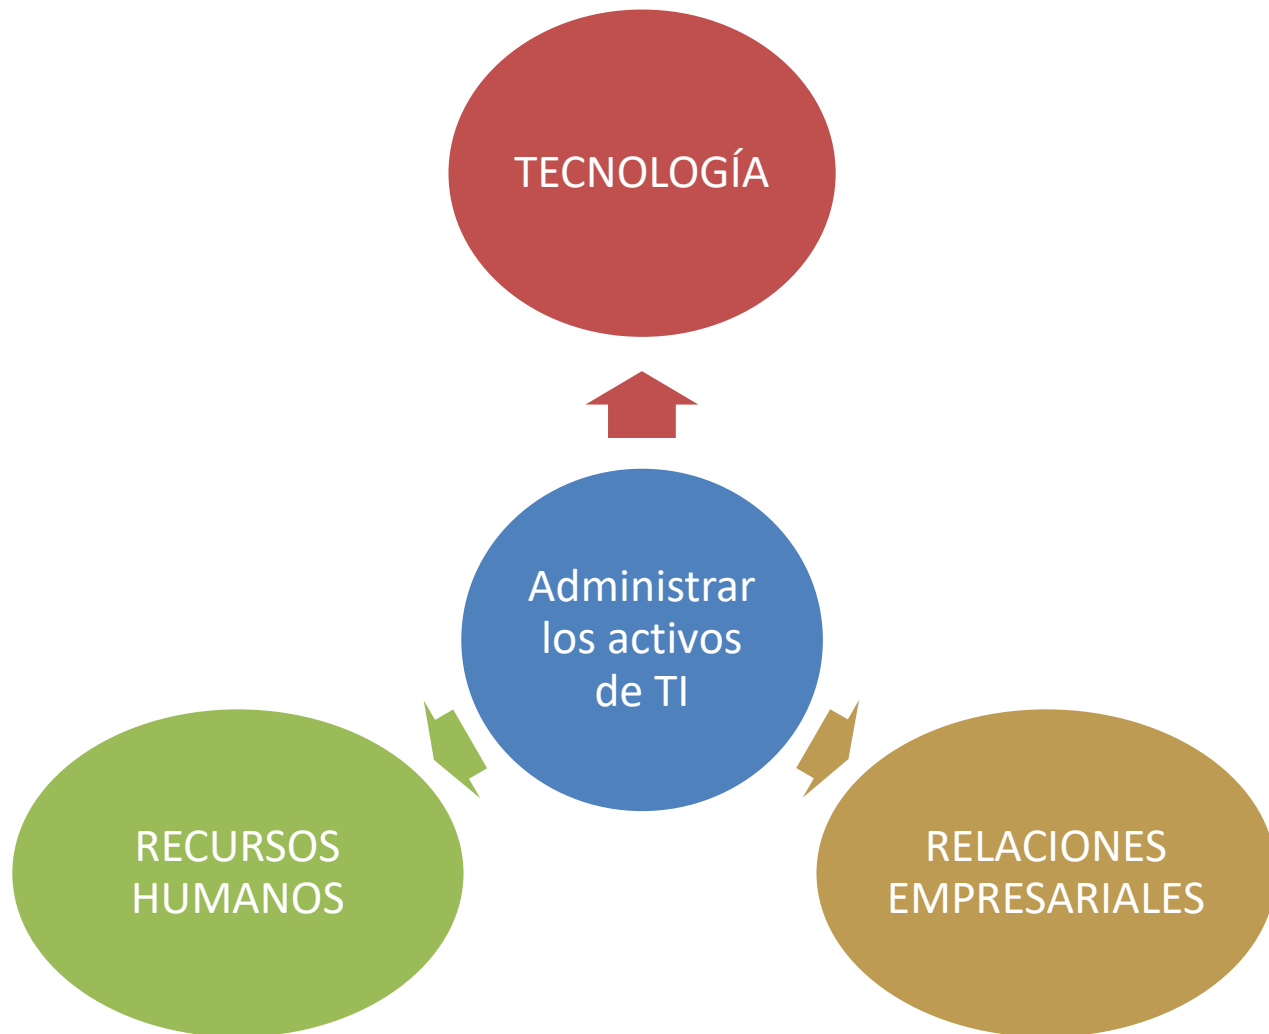 TECNOLOGÍA
Administrar
los activos
de TI
RECURSOS
HUMANOS
RELACIONES
EMPRESARIALES